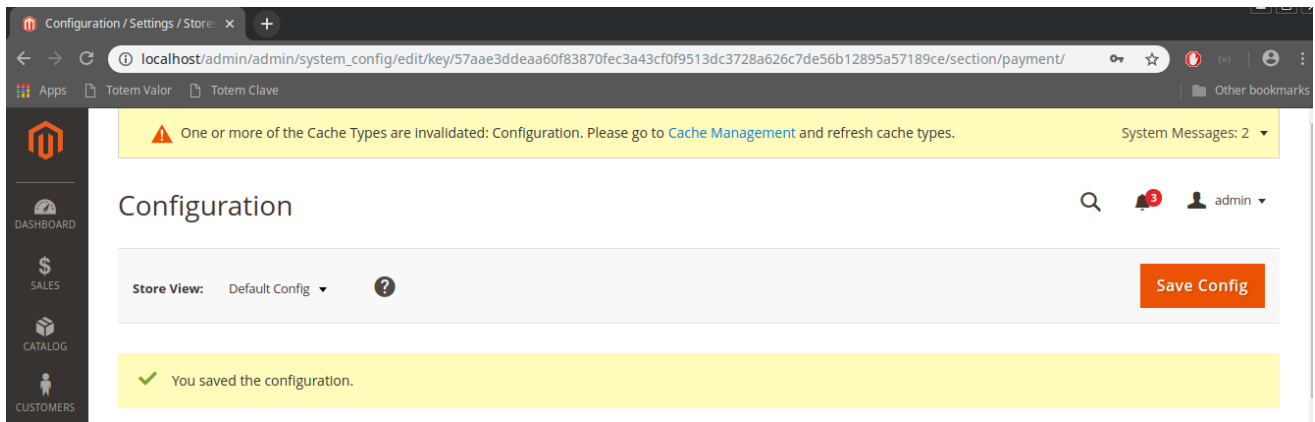 Configuration / Settings / Store
localhost/admin/admin/system_config/edit/key/57aae3ddeaa60f83870fec3a43cf0f9513dc3728a626c7de56b12895a57189ce/section/payment/
Apps Totem Valor Totem Clave Other bookmarks
One or more of the Cache Types are invalidated: Configuration. Please go to Cache Management and refresh cache types. System Messages: 2
Configuration 3 admin
DASHBOARD
$
SALES
Store View: Default Config ? Save Config
CATALOG
You saved the configuration.
CUSTOMERS